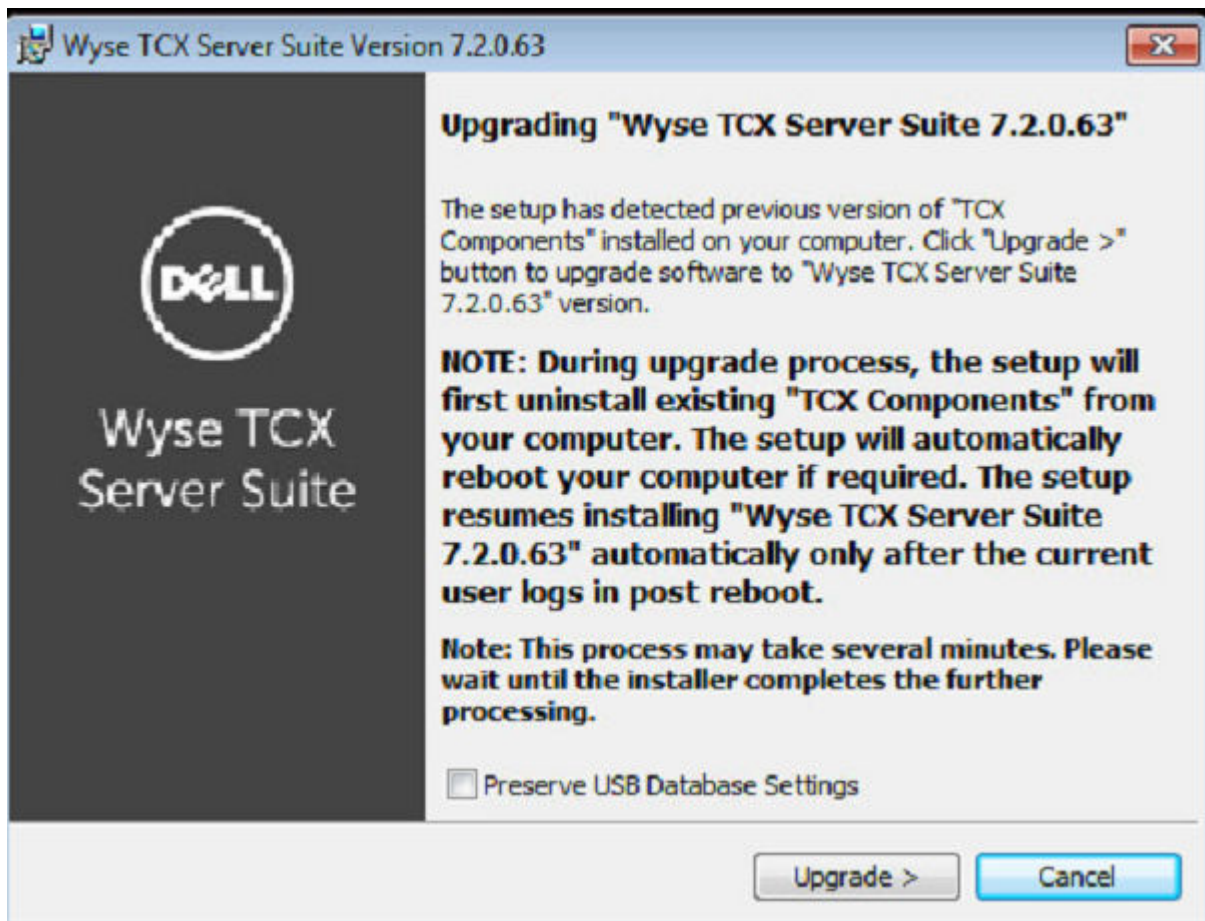 Wyse TCX Server Suite Version 7.2.0.63
DELL
Wyse TCX
Server Suite
Upgrading "Wyse TCX Server Suite 7.2.0.63"
The setup has detected previous version of "TCX
Components" installed on your computer. Click "Upgrade >"
button to upgrade software to "Wyse TCX Server Suite
7.2.0.63" version.
NOTE: During upgrade process, the setup will
first uninstall existing "TCX Components" from
your computer. The setup will automatically
reboot your computer if required. The setup
resumes installing "Wyse TCX Server Suite
7.2.0.63" automatically only after the current
user logs in post reboot.
Note: This process may take several minutes. Please
wait until the installer completes the further
processing.
Preserve USB Database Settings
Upgrade >
Cancel